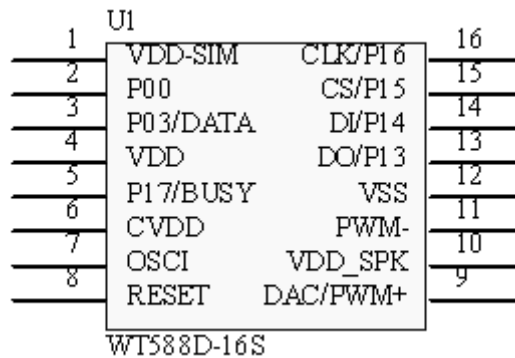 U1
1 VDD-SIM CLK/P16 16
2 P00 CS/P15 15
3 P03/DATA DI/P14 14
4 VDD DO/P13 13
5 P17/BUSY VSS 12
6 CVDD PWM- 11
7 OSCI VDD_SPK 10
8 RESET DAC/PWM+ 9
WT588D-16S